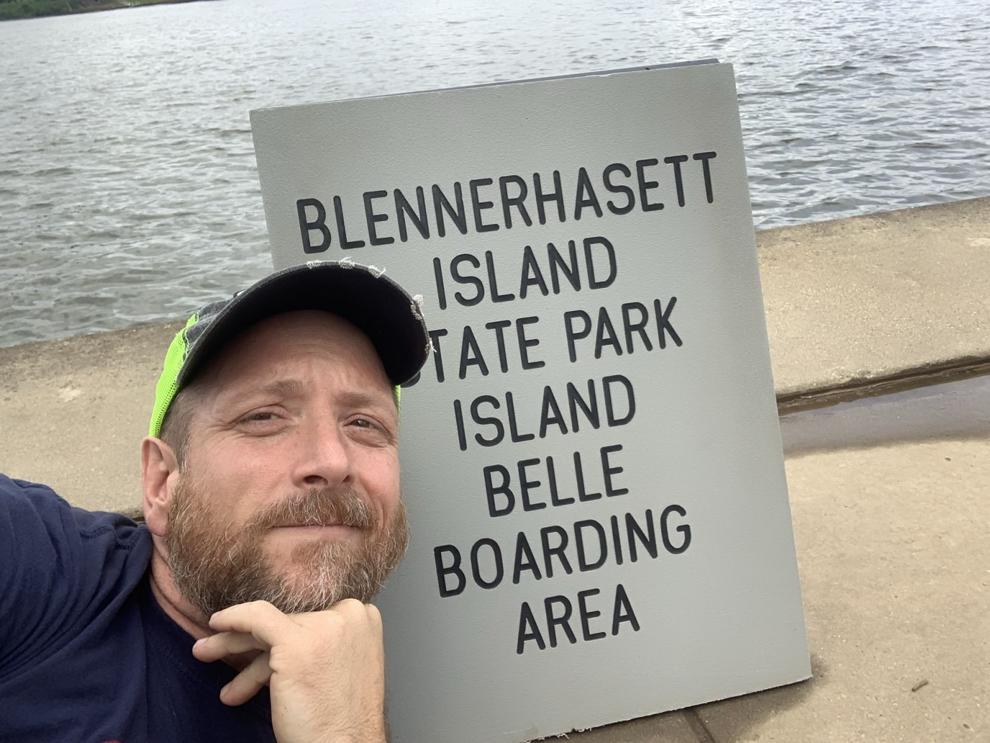 BLENNERHASETT
ISLAND
STATE PARK
ISLAND
BELLE
BOARDING
AREA